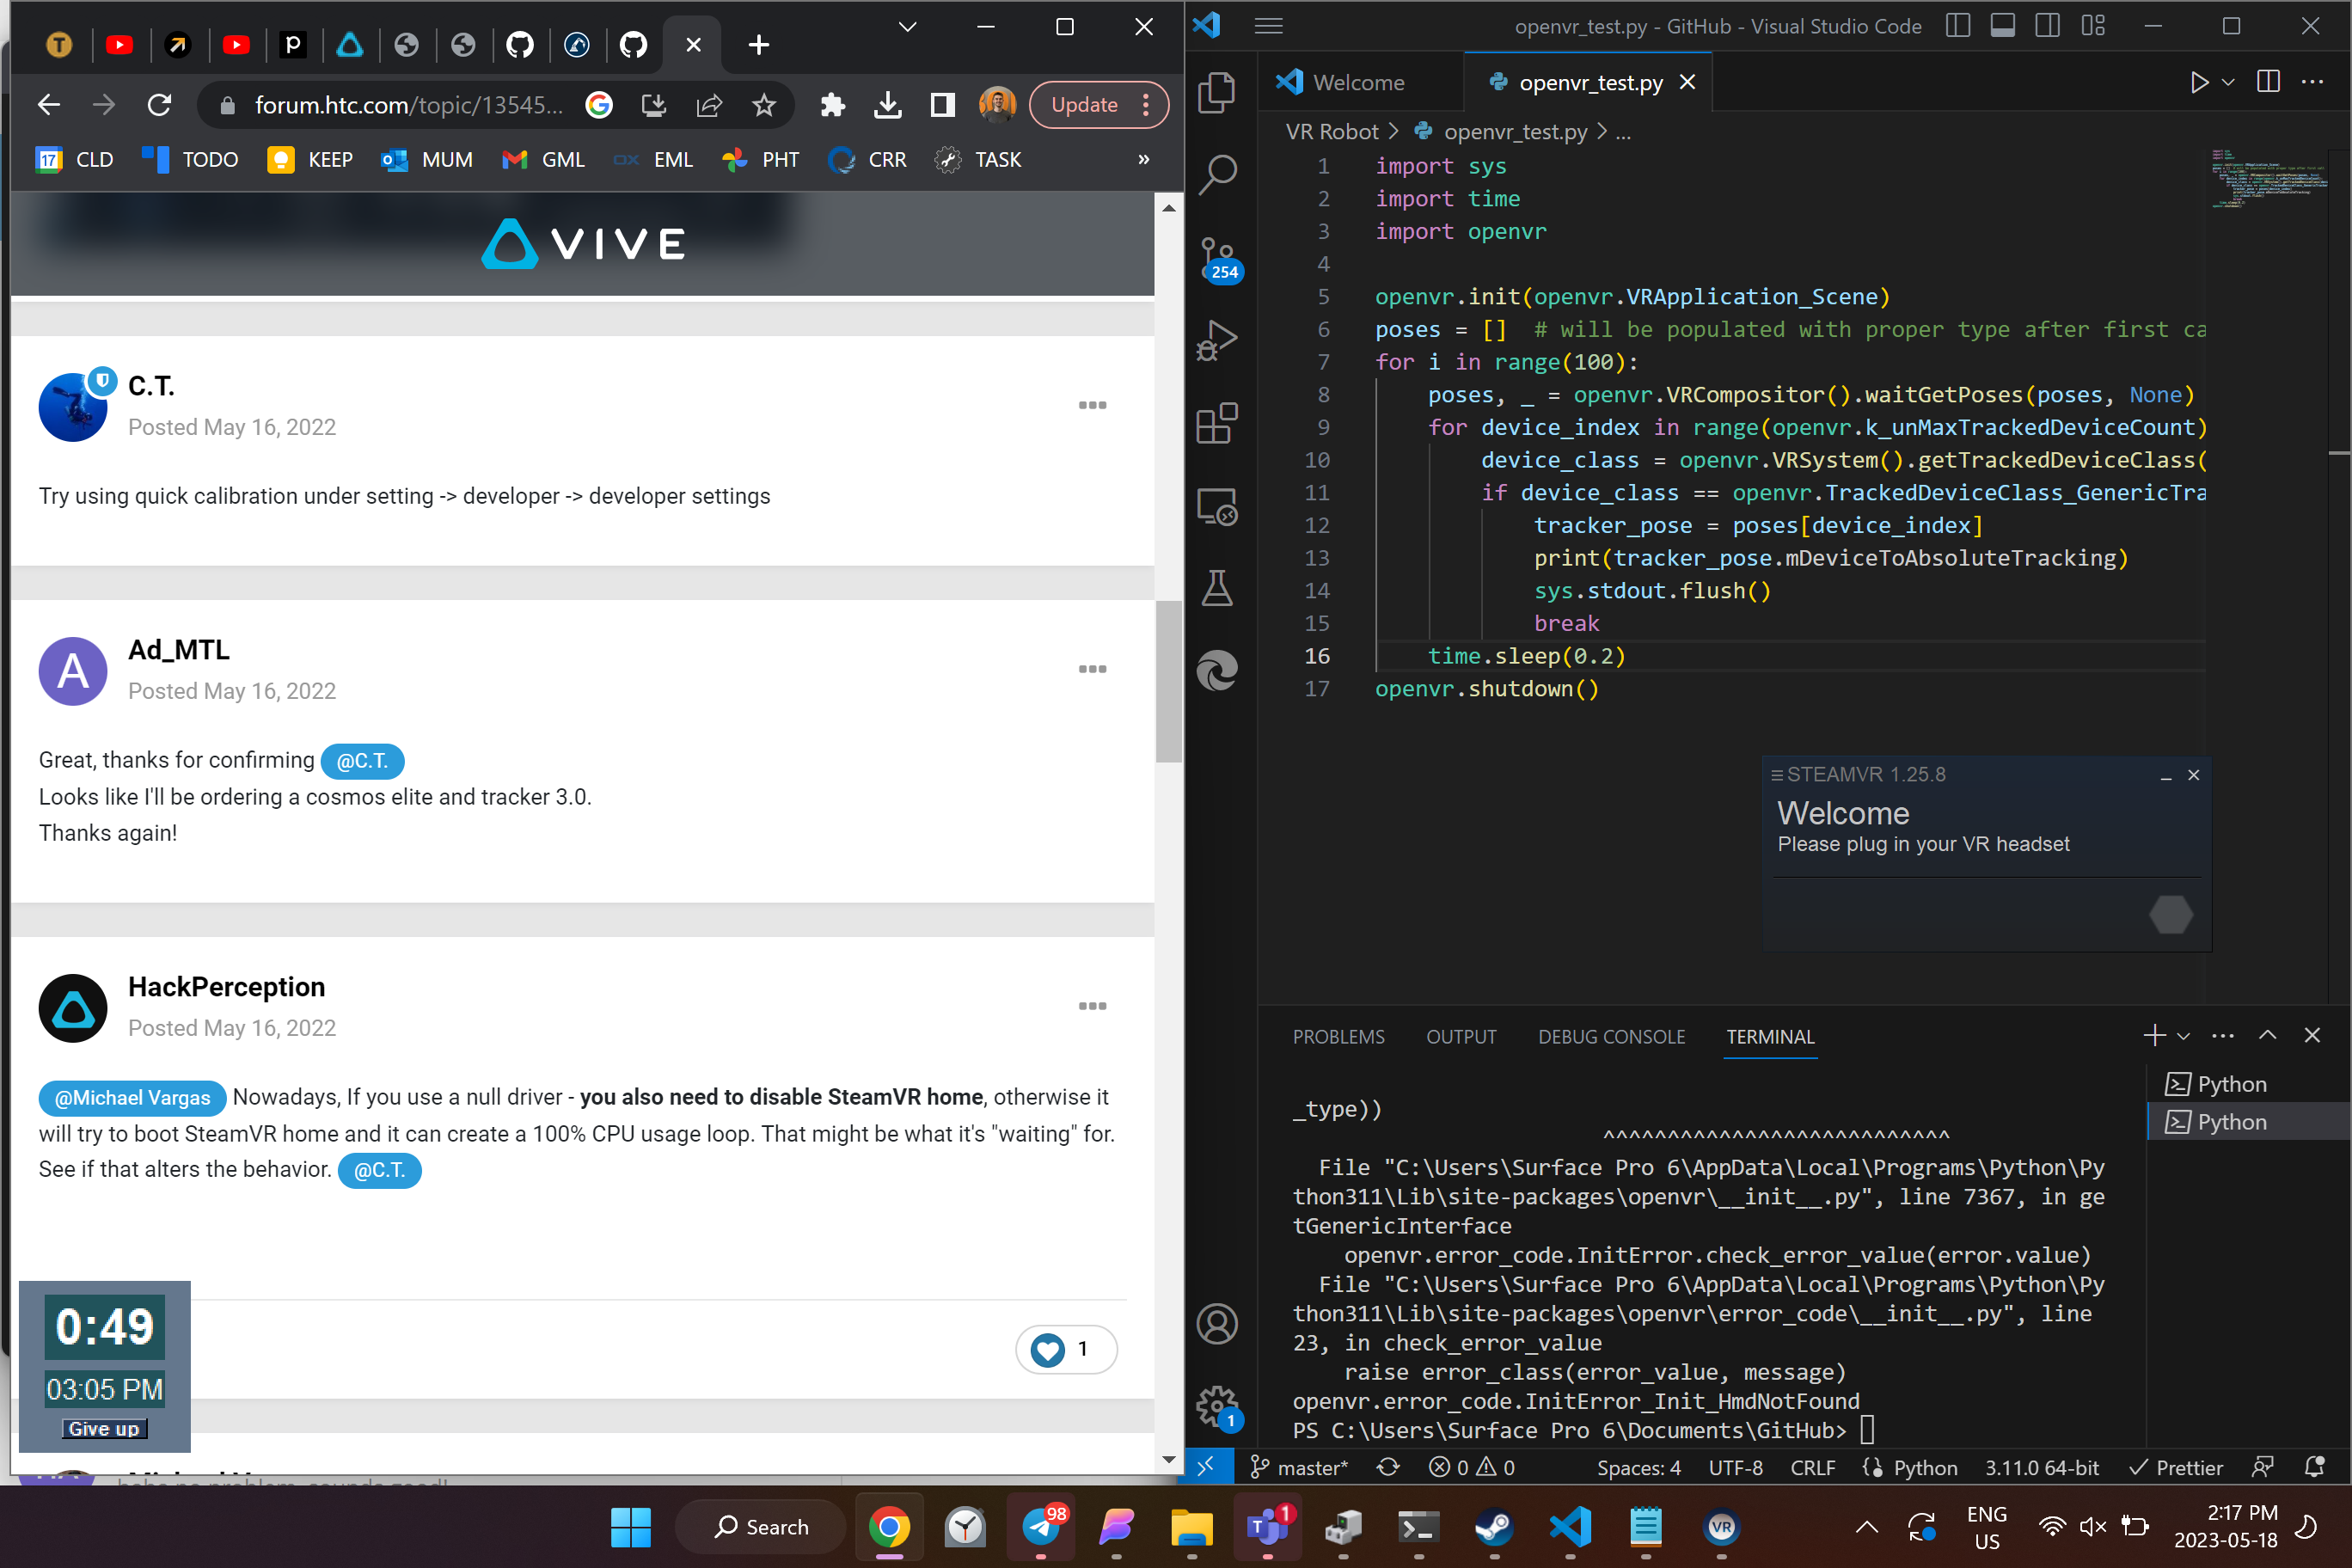 forum.htc.com/topic/13545...
Update
17 CLD
TODO
KEEP
MUM
GML
EML
PHT
CRR
TASK
»
VIVE
C.T.
Posted May 16, 2022
Try using quick calibration under setting -> developer -> developer settings
A
Ad_MTL
Posted May 16, 2022
Great, thanks for confirming @C.T.
Looks like I'll be ordering a cosmos elite and tracker 3.0.
Thanks again!
HackPerception
Posted May 16, 2022
@Michael Vargas Nowadays, If you use a null driver - you also need to disable SteamVR home, otherwise it
will try to boot SteamVR home and it can create a 100% CPU usage loop. That might be what it's "waiting" for.
See if that alters the behavior. @C.T.
1
0:49
03:05 PM
Give up
openvr_test.py - GitHub - Visual Studio Code
Welcome
openvr_test.py
VR Robot > openvr_test.py > ...
254
1 import sys
2 import time
3 import openvr
4
5 openvr.init(openvr.VRApplication_Scene)
6 poses = []  # will be populated with proper type after first ca
7 for i in range(100):
8     poses, _ = openvr.VRCompositor().waitGetPoses(poses, None)
9     for device_index in range(openvr.k_unMaxTrackedDeviceCount)
10         device_class = openvr.VRSystem().getTrackedDeviceClass(
11         if device_class == openvr.TrackedDeviceClass_GenericTra
12             tracker_pose = poses[device_index]
13             print(tracker_pose.mDeviceToAbsoluteTracking)
14             sys.stdout.flush()
15             break
16     time.sleep(0.2)
17 openvr.shutdown()
STEAMVR 1.25.8
Welcome
Please plug in your VR headset
PROBLEMS OUTPUT DEBUG CONSOLE TERMINAL
Python
Python
_type))
^^^^^^^^^^^^^^^^^^^^^^^^^^^
  File "C:\Users\Surface Pro 6\AppData\Local\Programs\Python\Py
thon311\Lib\site-packages\openvr\__init__.py", line 7367, in ge
tGenericInterface
    openvr.error_code.InitError.check_error_value(error.value)
  File "C:\Users\Surface Pro 6\AppData\Local\Programs\Python\Py
thon311\Lib\site-packages\openvr\error_code\__init__.py", line
23, in check_error_value
    raise error_class(error_value, message)
openvr.error_code.InitError_Init_HmdNotFound
PS C:\Users\Surface Pro 6\Documents\GitHub>
1
master* 0 0 Spaces: 4 UTF-8 CRLF Python 3.11.0 64-bit Prettier
Search
98
1
VR
ENG
US
2:17 PM
2023-05-18